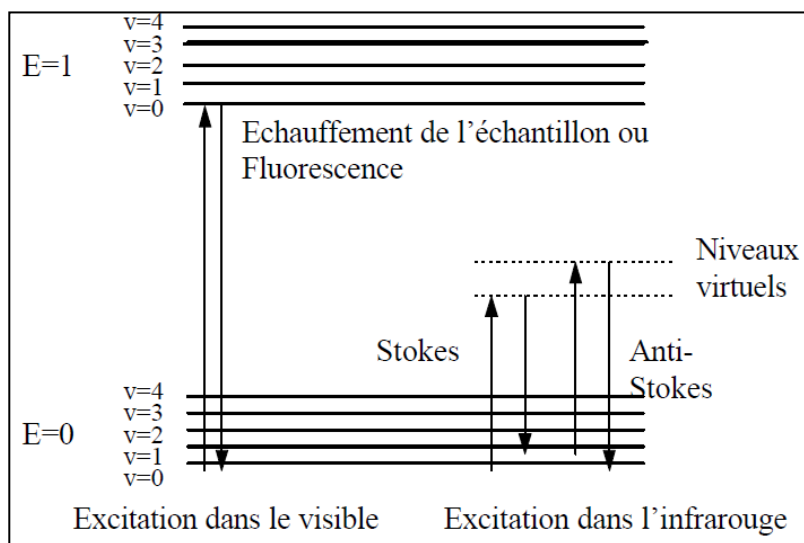 v=4
v=3
E=1
v=2
v=1
v=0
Echauffement de l’échantillon ou
Fluorescence
Niveaux
virtuels
Stokes
Anti-
Stokes
v=4
v=3
E=0
v=2
v=1
v=0
Excitation dans le visible
Excitation dans l’infrarouge